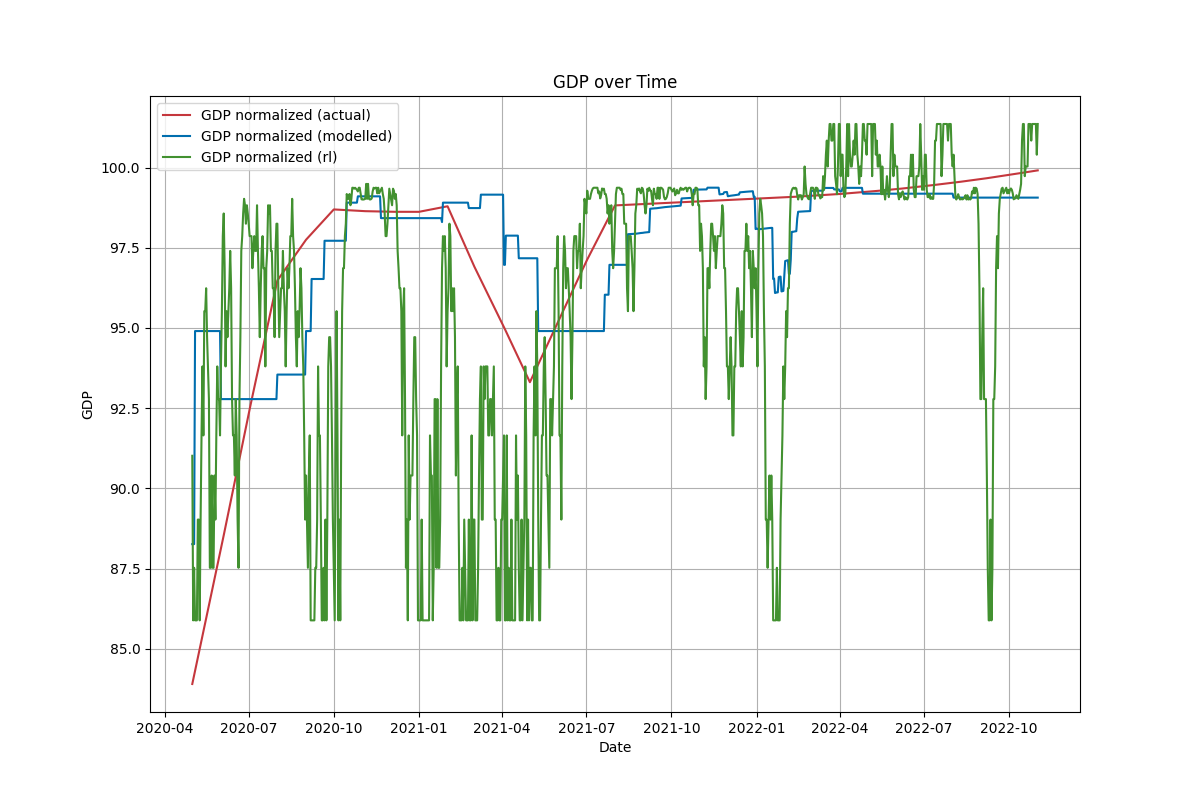 GDP over Time
GDP normalized (actual)
GDP normalized (modelled)
GDP normalized (rl)
100.0
97.5
95.0
92.5
90.0
87.5
85.0
GDP
2020-04 2020-07 2020-10 2021-01 2021-04 2021-07 2021-10 2022-01 2022-04 2022-07 2022-10
Date